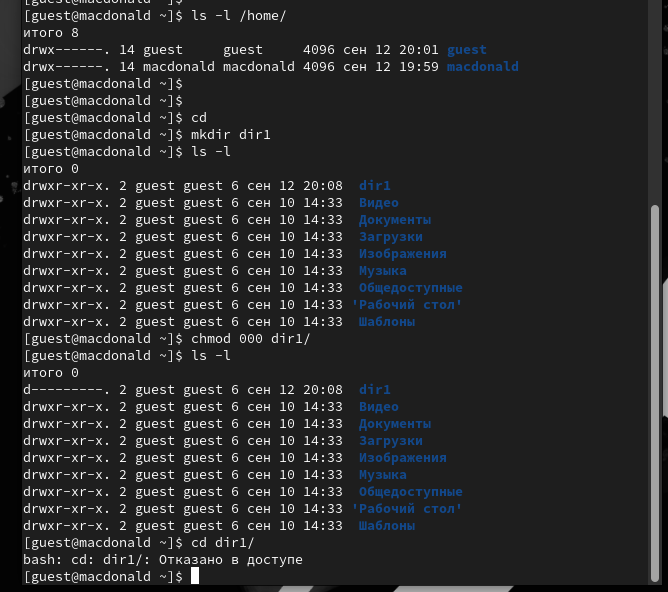 [guest@macdonald ~]$ ls -l /home/
итого 8
drwx------. 14 guest     guest     4096 сен 12 20:01 guest
drwx------. 14 macdonald macdonald 4096 сен 12 19:59 macdonald
[guest@macdonald ~]$
[guest@macdonald ~]$
[guest@macdonald ~]$ cd
[guest@macdonald ~]$ mkdir dir1
[guest@macdonald ~]$ ls -l
итого 0
drwxr-xr-x. 2 guest guest 6 сен 12 20:08  dir1
drwxr-xr-x. 2 guest guest 6 сен 10 14:33  Видео
drwxr-xr-x. 2 guest guest 6 сен 10 14:33  Документы
drwxr-xr-x. 2 guest guest 6 сен 10 14:33  Загрузки
drwxr-xr-x. 2 guest guest 6 сен 10 14:33  Изображения
drwxr-xr-x. 2 guest guest 6 сен 10 14:33  Музыка
drwxr-xr-x. 2 guest guest 6 сен 10 14:33  Общедоступные
drwxr-xr-x. 2 guest guest 6 сен 10 14:33 'Рабочий стол'
drwxr-xr-x. 2 guest guest 6 сен 10 14:33  Шаблоны
[guest@macdonald ~]$ chmod 000 dir1/
[guest@macdonald ~]$ ls -l
итого 0
d---------. 2 guest guest 6 сен 12 20:08  dir1
drwxr-xr-x. 2 guest guest 6 сен 10 14:33  Видео
drwxr-xr-x. 2 guest guest 6 сен 10 14:33  Документы
drwxr-xr-x. 2 guest guest 6 сен 10 14:33  Загрузки
drwxr-xr-x. 2 guest guest 6 сен 10 14:33  Изображения
drwxr-xr-x. 2 guest guest 6 сен 10 14:33  Музыка
drwxr-xr-x. 2 guest guest 6 сен 10 14:33  Общедоступные
drwxr-xr-x. 2 guest guest 6 сен 10 14:33 'Рабочий стол'
drwxr-xr-x. 2 guest guest 6 сен 10 14:33  Шаблоны
[guest@macdonald ~]$ cd dir1/
bash: cd: dir1/: Отказано в доступе
[guest@macdonald ~]$